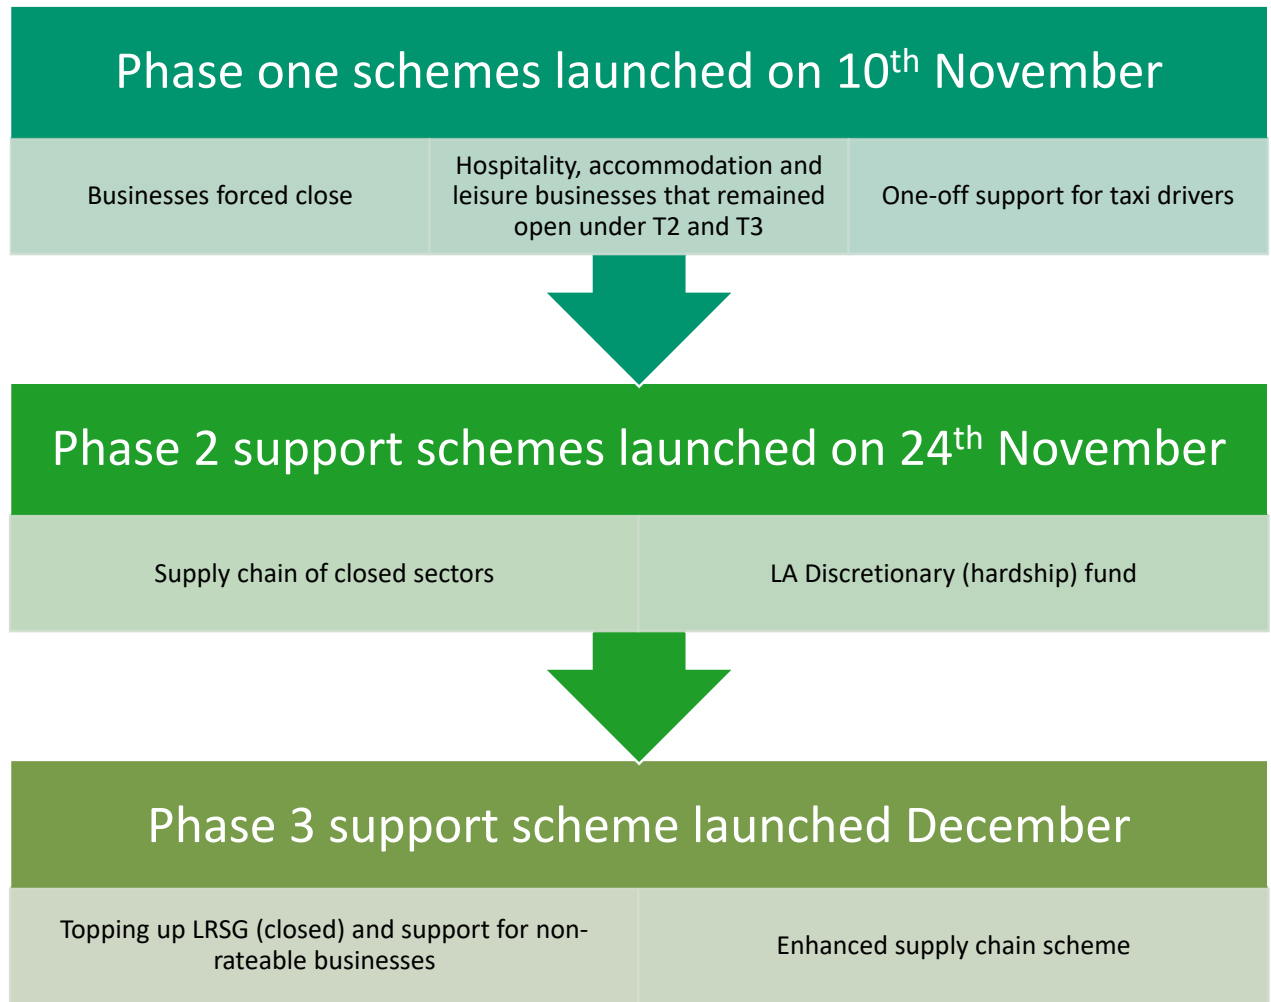 Phase one schemes launched on 10th November
Businesses forced close
Hospitality, accommodation and
leisure businesses that remained
open under T2 and T3
One-off support for taxi drivers
Phase 2 support schemes launched on 24th November
Supply chain of closed sectors
LA Discretionary (hardship) fund
Phase 3 support scheme launched December
Topping up LRSG (closed) and support for non-
rateable businesses
Enhanced supply chain scheme